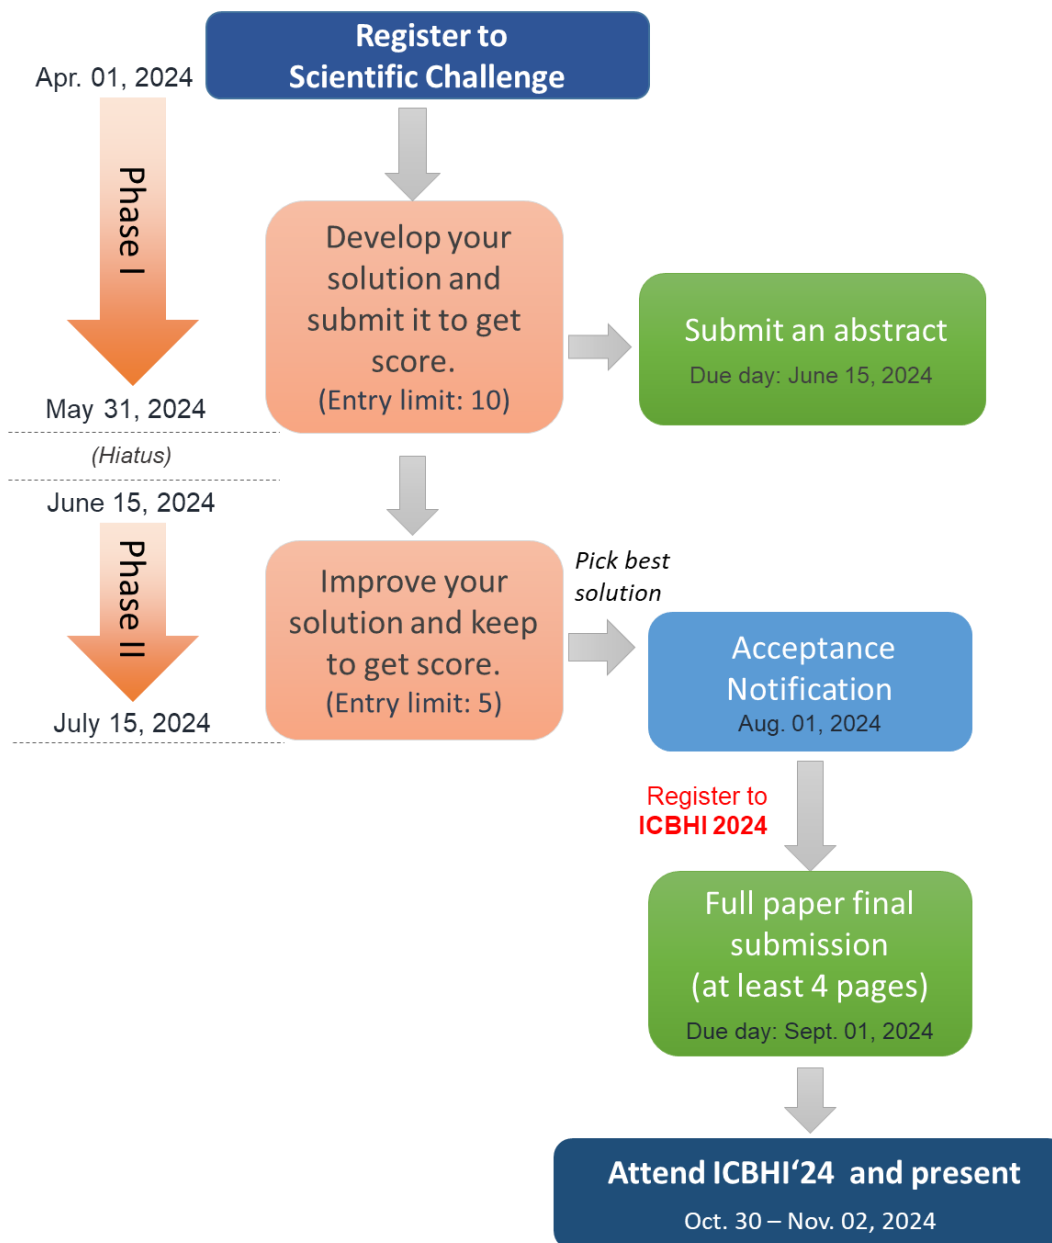 Register to
Scientific Challenge
Apr. 01, 2024
Phase I
Develop your
solution and
submit it to get
score.
(Entry limit: 10)
Submit an abstract
Due day: June 15, 2024
May 31, 2024
(Hiatus)
June 15, 2024
Phase II
Improve your
solution and keep
to get score.
(Entry limit: 5)
Pick best
solution
July 15, 2024
Acceptance
Notification
Aug. 01, 2024
Register to
ICBHI 2024
Full paper final
submission
(at least 4 pages)
Due day: Sept. 01, 2024
Attend ICBHI‘24 and present
Oct. 30 – Nov. 02, 2024